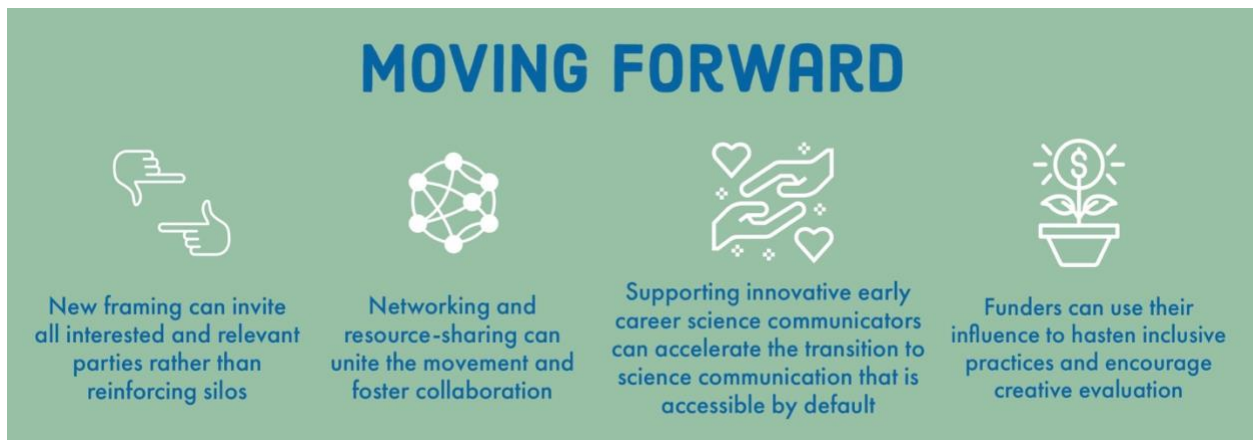 MOVING FORWARD
New framing can invite
all interested and relevant
parties rather than
reinforcing silos
Networking and
resource-sharing can
unite the movement and
foster collaboration
Supporting innovative early
career science communicators
can accelerate the transition to
science communication that is
accessible by default
$
Funders can use their
influence to hasten inclusive
practices and encourage
creative evaluation